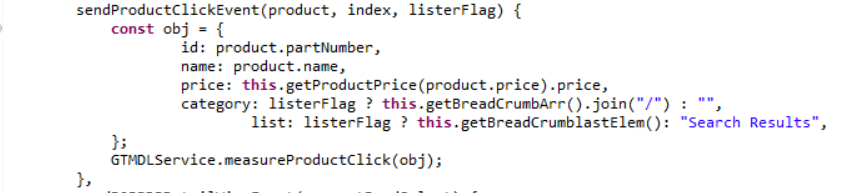 sendProductClickEvent(product, index, listerFlag) {
const obj = {
id: product.partNumber,
name: product.name,
price: this.getProductPrice(product.price).price,
category: listerFlag ? this.getBreadCrumbArr().join("/") : "",
list: listerFlag ? this.getBreadCrumblastElem(): "Search Results",
};
GTMDLService.measureProductClick(obj);
},